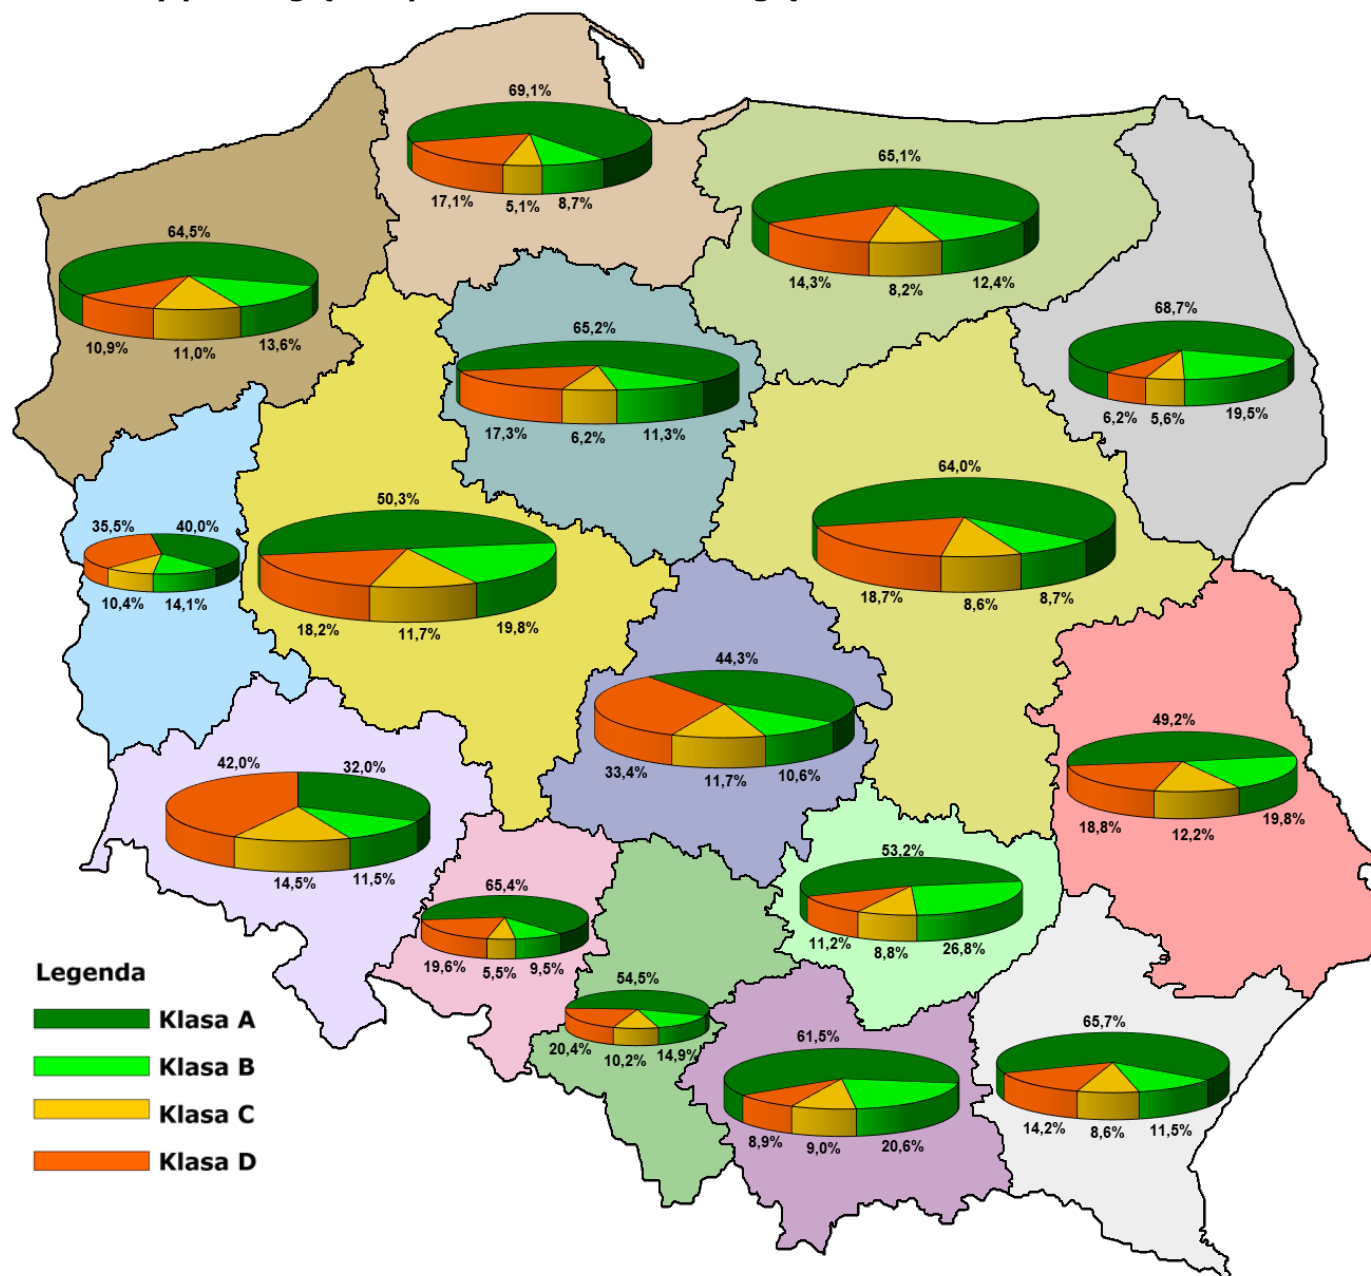 69,1%
17,1% 5,1% 8,7%
65,1%
14,3% 8,2% 12,4%
64,5%
10,9% 11,0% 13,6%
68,7%
6,2% 5,6% 19,5%
65,2%
17,3% 6,2% 11,3%
64,0%
18,7% 8,6% 8,7%
50,3%
18,2% 11,7% 19,8%
35,5% 40,0%
10,4% 14,1%
44,3%
33,4% 11,7% 10,6%
49,2%
18,8% 12,2% 19,8%
42,0% 32,0%
14,5% 11,5%
53,2%
11,2% 8,8% 26,8%
65,4%
19,6% 5,5% 9,5%
54,5%
20,4% 10,2% 14,9%
61,5%
8,9% 9,0% 20,6%
65,7%
14,2% 8,6% 11,5%
Legenda
Klasa A
Klasa B
Klasa C
Klasa D